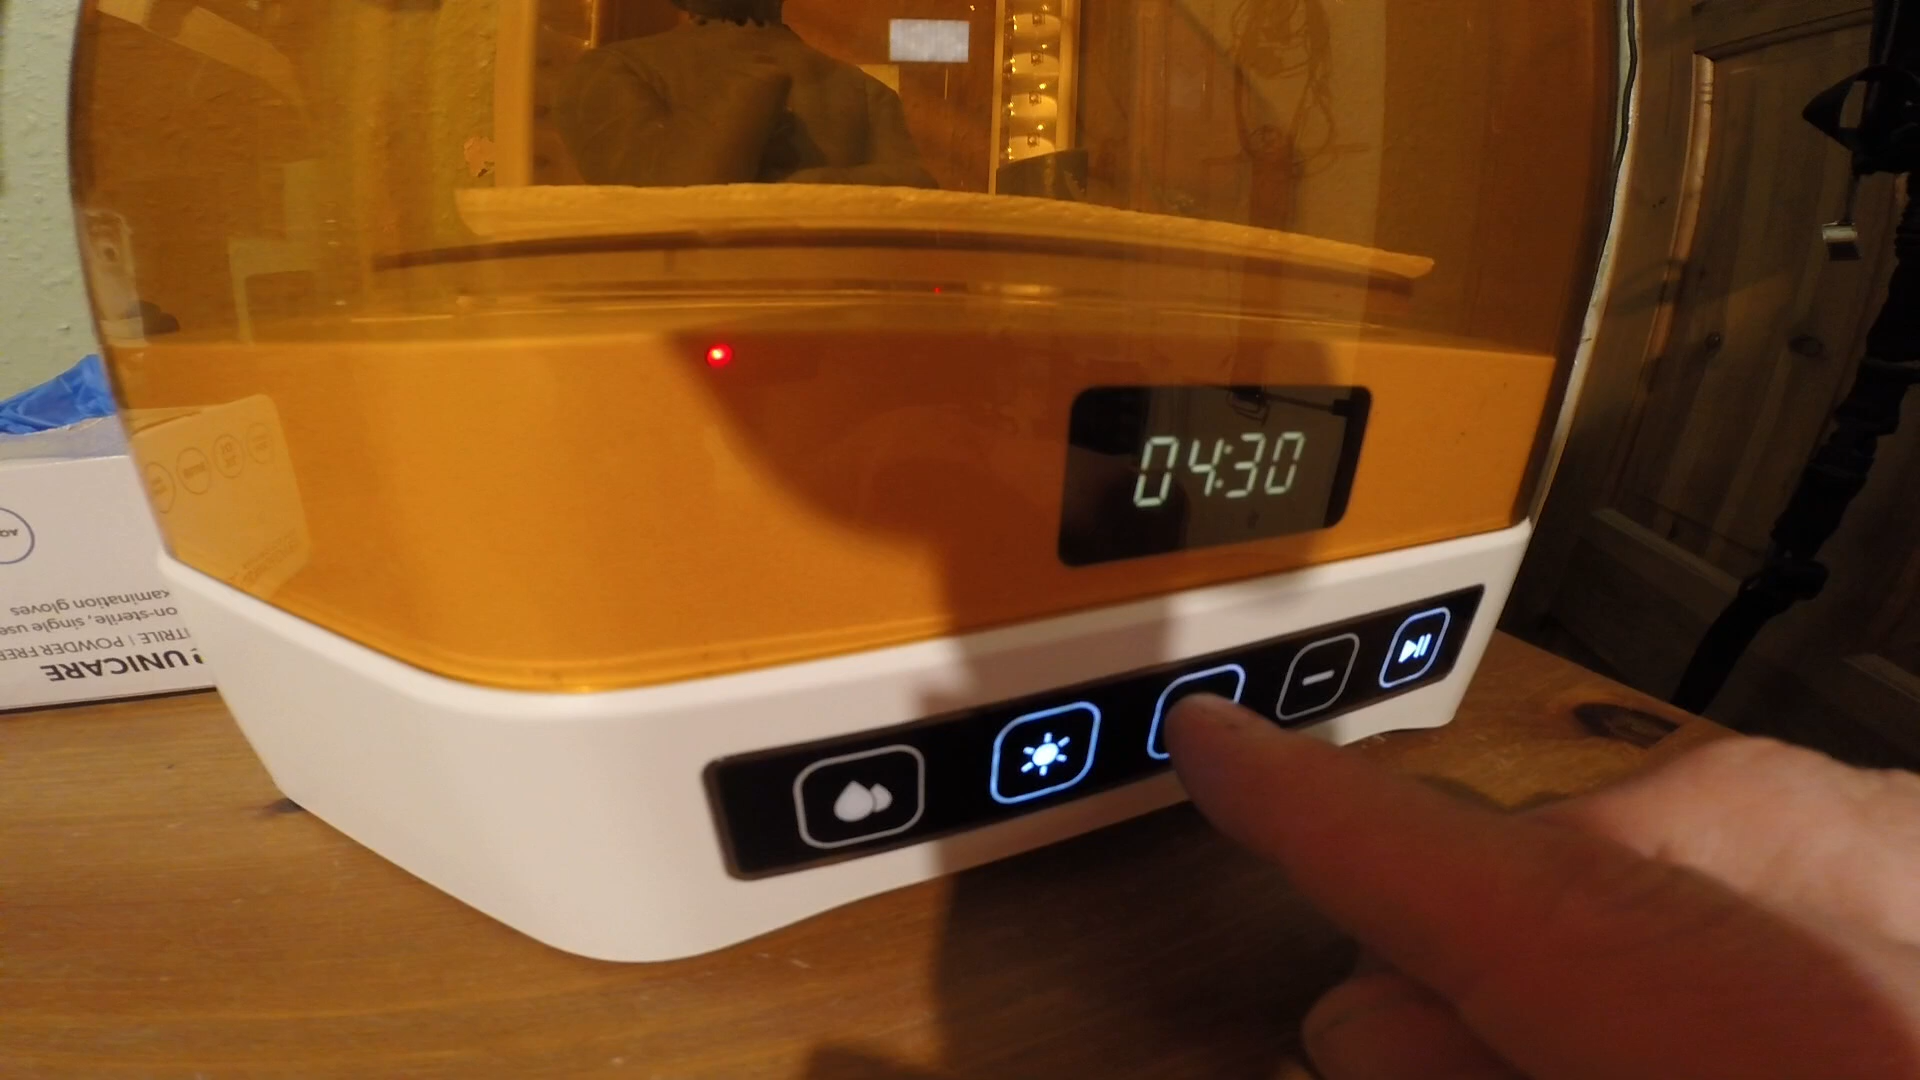 04:30
UNICARE
TRILE | POWDER FREE
on-sterile, single use
xamination gloves